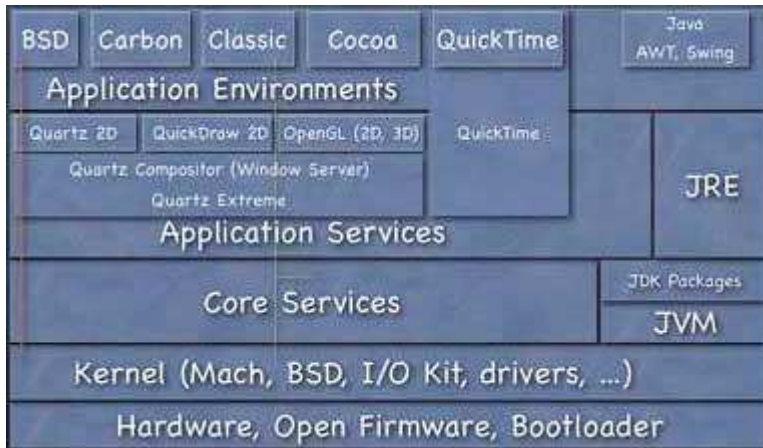 BSD
Carbon
Classic
Cocoa
QuickTime
Java
AWT, Swing
Application Environments
Quartz 2D
QuickDraw 2D
OpenGL (2D, 3D)
QuickTime
Quartz Compositor (Window Server)
Quartz Extreme
JRE
Application Services
Core Services
JDK Packages
JVM
Kernel (Mach, BSD, I/O Kit, drivers, ...)
Hardware, Open Firmware, Bootloader